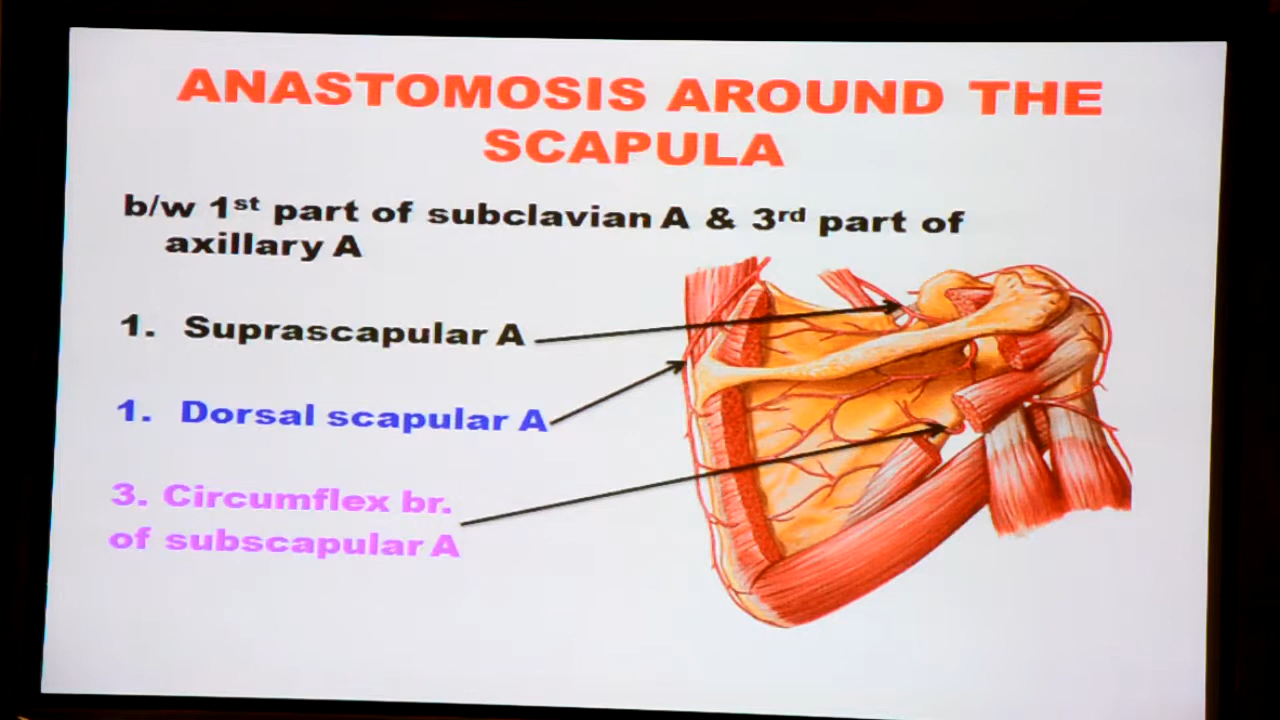 ANASTOMOSIS AROUND THE
SCAPULA
b/w 1st part of subclavian A & 3rd part of
axillary A
1. Suprascapular A
1. Dorsal scapular A
3. Circumflex br.
of subscapular A